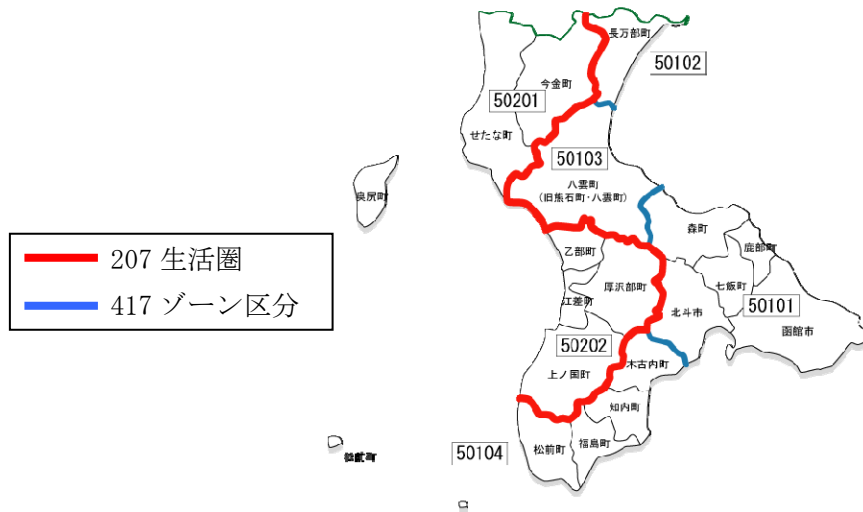 長万部町
50102
今金町
50201
せたな町
50103
八雲町
(旧熊石町・八雲町)
奥尻町
森町
鹿部町
乙部町
207 生活圏
厚沢部町
七飯町
417 ゾーン区分
江差町
北斗市
50101
函館市
50202
上ノ国町
木古内町
知内町
松前町
福島町
50104
松前町